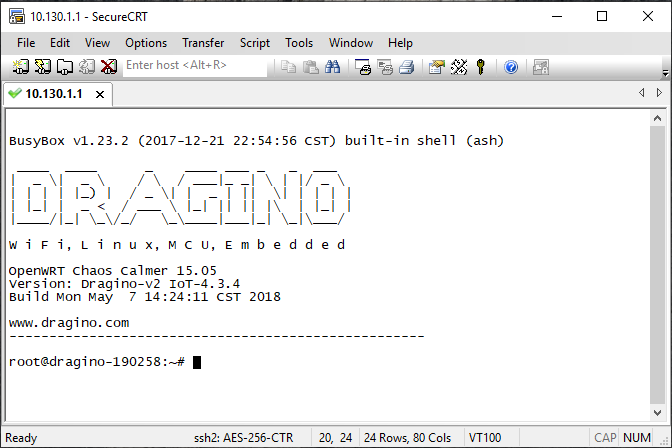 10.130.1.1 - SecureCRT
File Edit View Options Transfer Script Tools Window Help
Enter host <Alt+R>
10.130.1.1
BusyBox v1.23.2 (2017-12-21 22:54:56 CST) built-in shell (ash)
DRAGINO
W i F i, L i n u x, M C U, E m b e d d e d
OpenWRT Chaos Calmer 15.05
Version: Dragino-v2 IoT-4.3.4
Build Mon May  7 14:24:11 CST 2018
www.dragino.com
----------------------------------------------------
root@dragino-190258:~#
Ready ssh2: AES-256-CTR 20, 24 24 Rows, 80 Cols VT100 CAP NUM